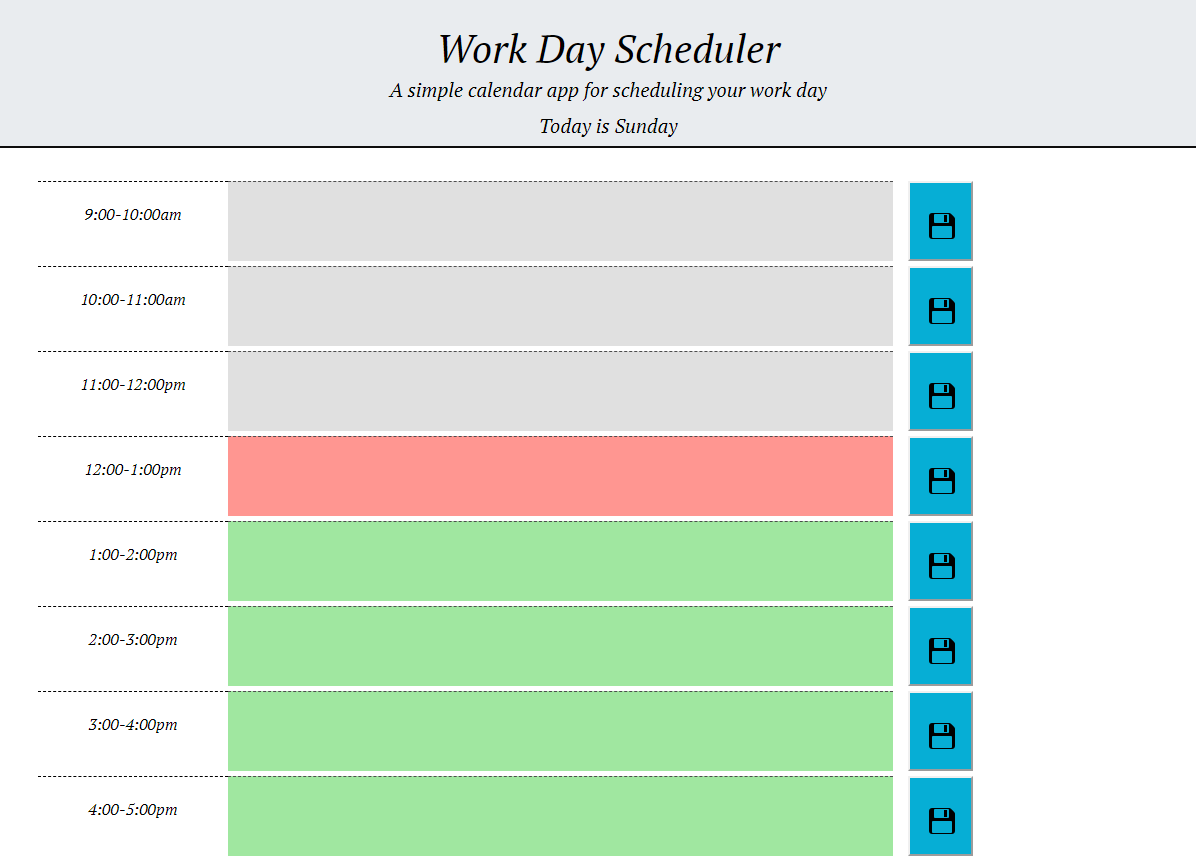 Work Day Scheduler
A simple calendar app for scheduling your work day
Today is Sunday
9:00-10:00am
10:00-11:00am
11:00-12:00pm
12:00-1:00pm
1:00-2:00pm
2:00-3:00pm
3:00-4:00pm
4:00-5:00pm